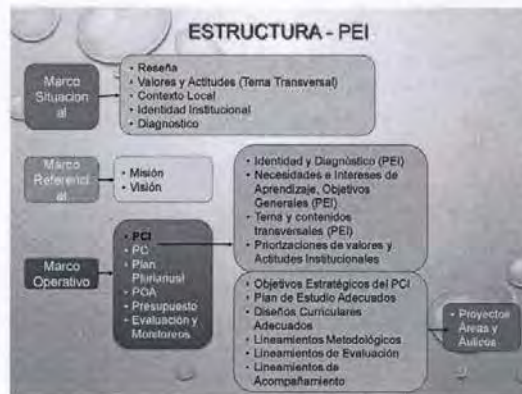 ESTRUCTURA - PEI
Marco
Situacion
al
• Reseña
• Valores y Actitudes (Tema Transversal)
• Contexto Local
• Identidad Institucional
• Diagnostico
Marco
Referenci
al
• Misión
• Visión
Marco
Operativo
• PCI
• PC
• Plan
Plurianual
• POA
• Presupuesto
• Evaluación y
Monitoreos
• Identidad y Diagnóstico (PEI)
• Necesidades e Intereses de
Aprendizaje, Objetivos
Generales (PEI)
• Tema y contenidos
transversales (PEI)
• Priorizaciones de valores y
Actitudes Institucionales
• Objetivos Estratégicos del PCI
• Plan de Estudio Adecuados
• Diseños Curriculares
Adecuados
• Lineamientos Metodológicos
• Lineamientos de Evaluación
• Lineamientos de
Acompañamiento
• Proyectos
Áreas y
Áulicos